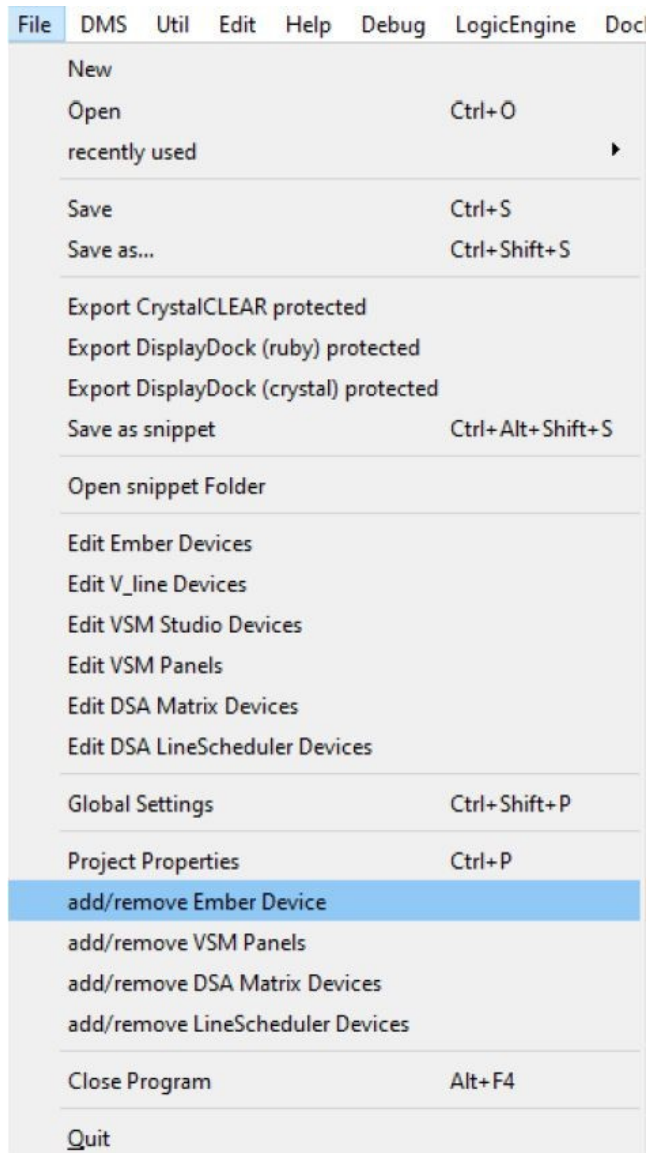 File DMS Util Edit Help Debug LogicEngine
New
Open Ctrl+O
recently used
Save Ctrl+S
Save as... Ctrl+Shift+S
Export CrystalCLEAR protected
Export DisplayDock (ruby) protected
Export DisplayDock (crystal) protected
Save as snippet Ctrl+Alt+Shift+S
Open snippet Folder
Edit Ember Devices
Edit V_line Devices
Edit VSM Studio Devices
Edit VSM Panels
Edit DSA Matrix Devices
Edit DSA LineScheduler Devices
Global Settings Ctrl+Shift+P
Project Properties Ctrl+P
add/remove Ember Device
add/remove VSM Panels
add/remove DSA Matrix Devices
add/remove LineScheduler Devices
Close Program Alt+F4
Quit